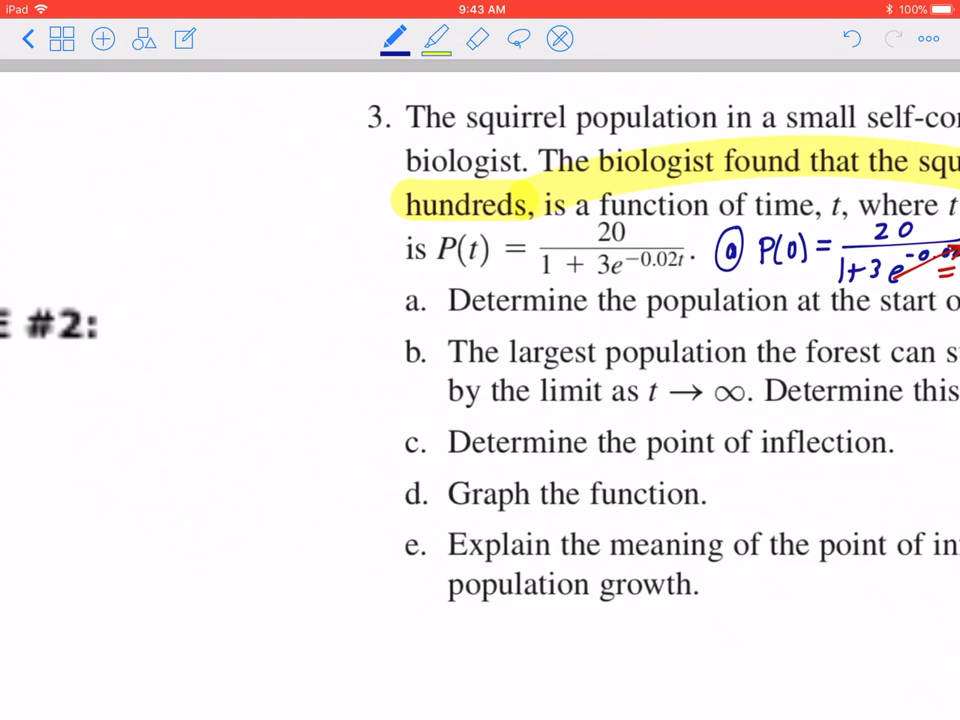 iPad 9:43 AM 100%
3. The squirrel population in a small self-co
biologist. The biologist found that the squ
hundreds, is a function of time, t, where t
is P(t) = 20 / (1 + 3e^−0.02t). ⓐ P(0) = 20 / 1+3e^-0.0 =
a. Determine the population at the start o
E #2:
b. The largest population the forest can s
by the limit as t → ∞. Determine this
c. Determine the point of inflection.
d. Graph the function.
e. Explain the meaning of the point of in
population growth.